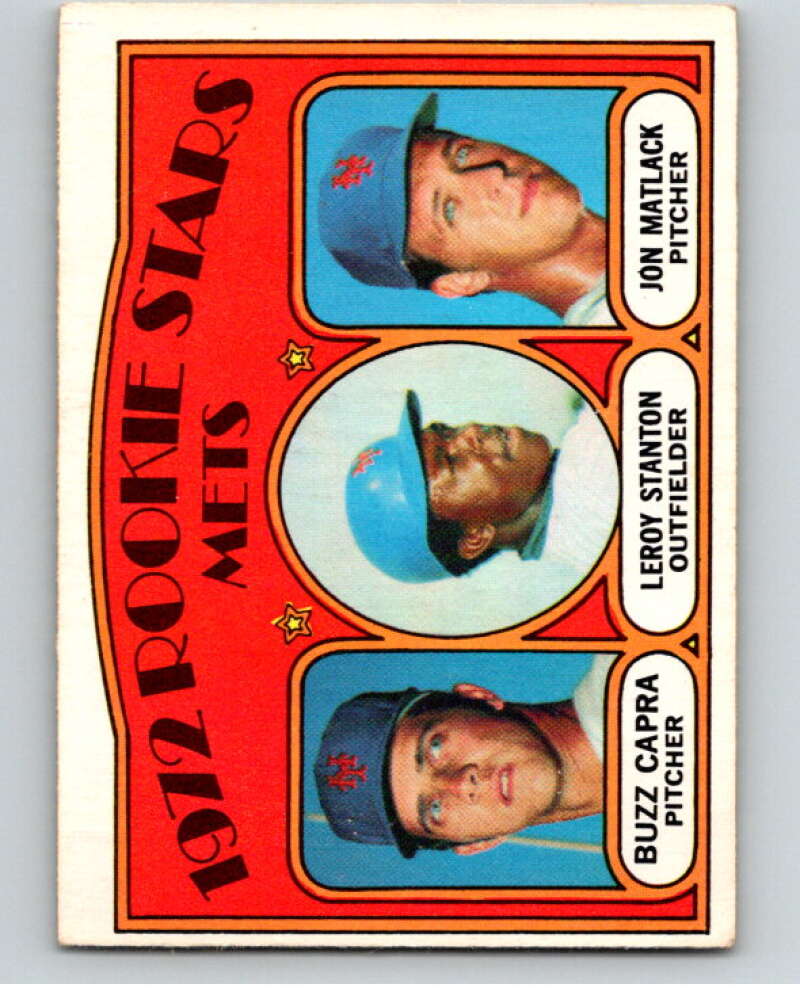 1972 ROOKIE STARS
METS
BUZZ CAPRA
PITCHER
LEROY STANTON
OUTFIELDER
JON MATLACK
PITCHER